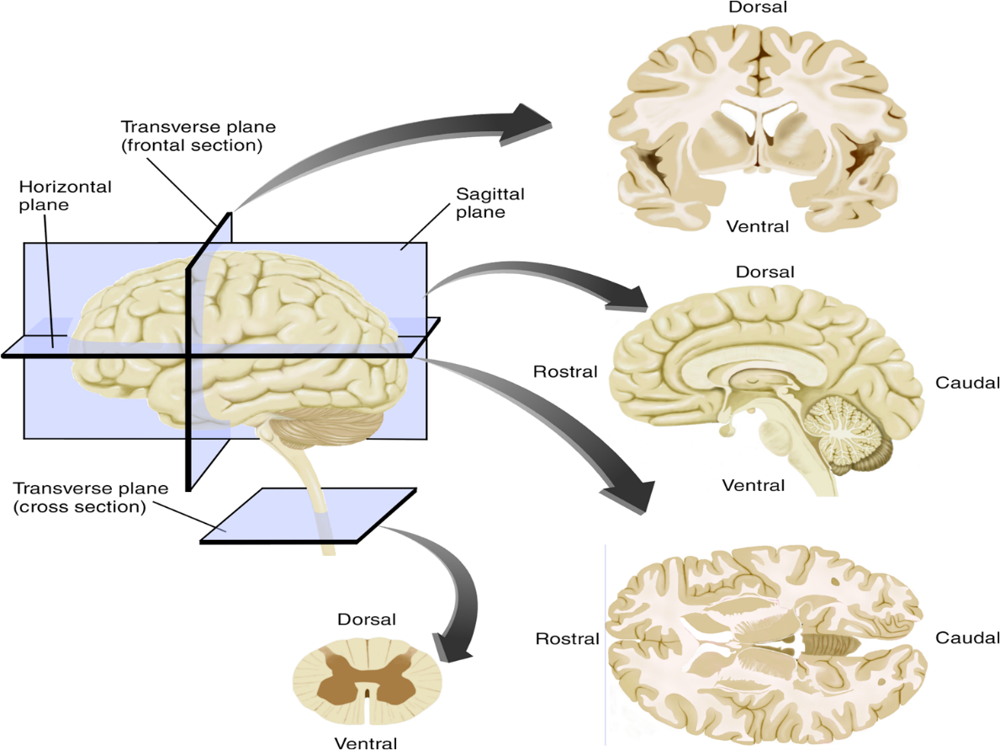 Dorsal
Transverse plane
(frontal section)
Horizontal
plane
Sagittal
plane
Ventral
Dorsal
Rostral
Caudal
Ventral
Transverse plane
(cross section)
Dorsal
Rostral
Caudal
Ventral